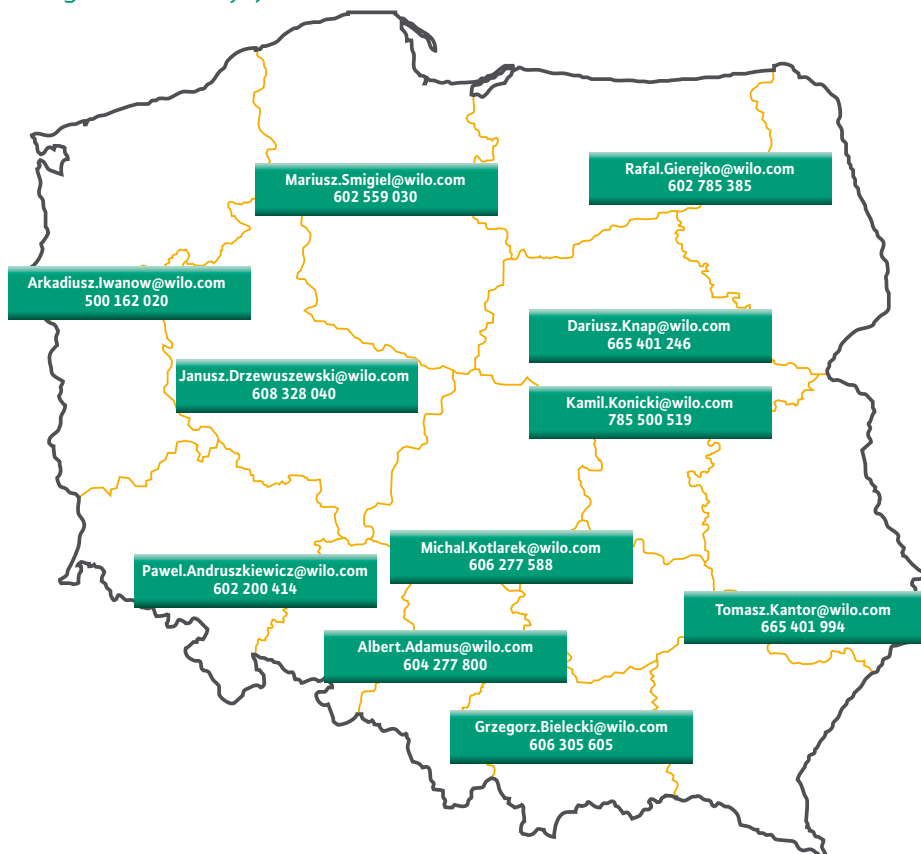 Mariusz.Smigiel@wilo.com
602 559 030
Rafal.Gierejko@wilo.com
602 785 385
Arkadiusz.Iwanow@wilo.com
500 162 020
Dariusz.Knap@wilo.com
665 401 246
Janusz.Drzewuszewski@wilo.com
608 328 040
Kamil.Konicki@wilo.com
785 500 519
Michal.Kotlarek@wilo.com
606 277 588
Pawel.Andruszkiewicz@wilo.com
602 200 414
Tomasz.Kantor@wilo.com
665 401 994
Albert.Adamus@wilo.com
604 277 800
Grzegorz.Bielecki@wilo.com
606 305 605